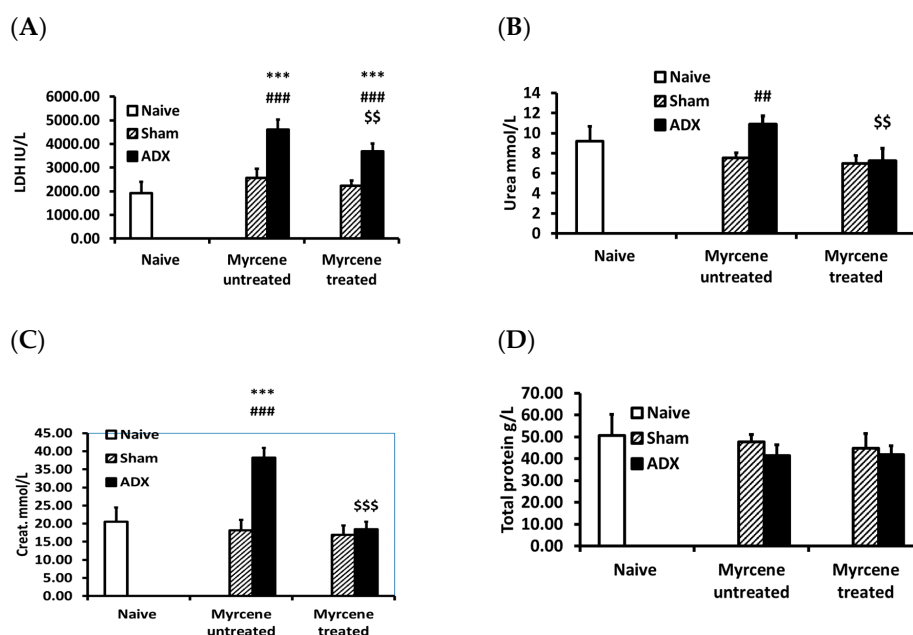 (A)
***
***
###
###
$$
6000.00
5000.00
4000.00
3000.00
2000.00
1000.00
0.00
LDH IU/L
Naive
Sham
ADX
Naive
Myrcene
untreated
Myrcene
treated
(B)
##
$$
14
12
10
8
6
4
2
0
Urea mmol/L
Naive
Sham
ADX
Naive
Myrcene
untreated
Myrcene
treated
(C)
***
###
$$$
45.00
40.00
35.00
30.00
25.00
20.00
15.00
10.00
5.00
0.00
Creat. mmol/L
Naive
Sham
ADX
Naive
Myrcene
untreated
Myrcene
treated
(D)
70.00
60.00
50.00
40.00
30.00
20.00
10.00
0.00
Total protein g/L
Naive
Sham
ADX
Naive
Myrcene
untreated
Myrcene
treated